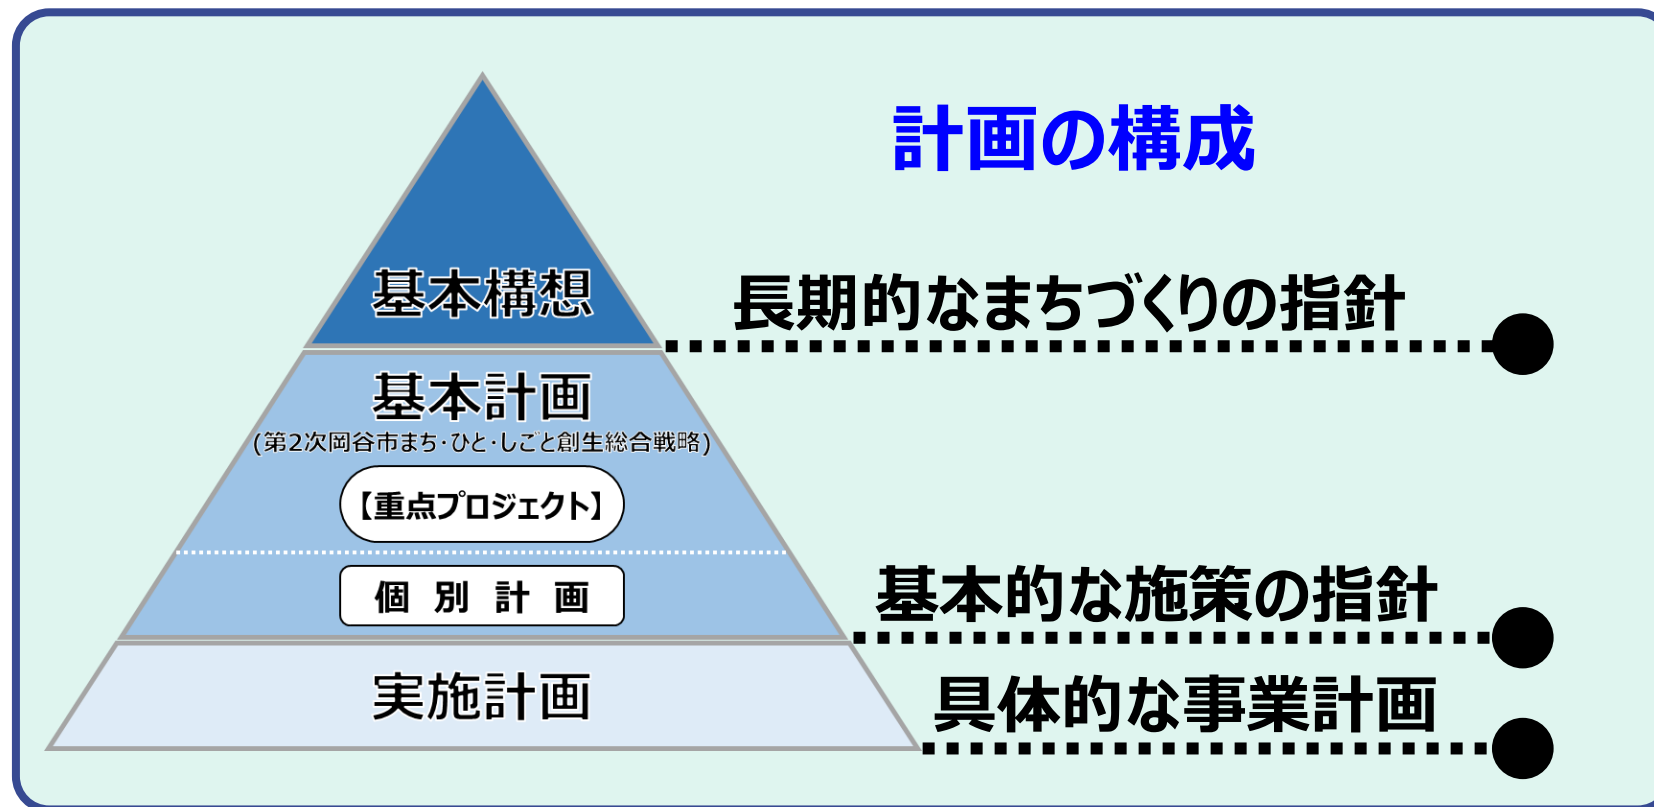 計画の構成
基本構想
長期的なまちづくりの指針
基本計画
(第2次岡谷市まち・ひと・しごと創生総合戦略)
【重点プロジェクト】
個別計画
基本的な施策の指針
実施計画
具体的な事業計画